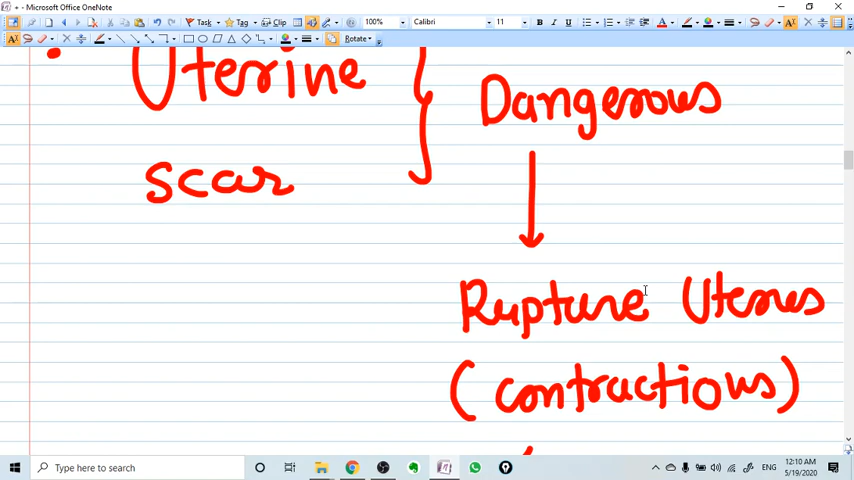 - Microsoft Office OneNote
Task
Tag
Clip
100%
Calibri
11
B
I
U
Rotate
Uterine
scar
Dangerous
Rupture Uterus
(contractions)
Type here to search
ENG
12:10 AM
5/19/2020